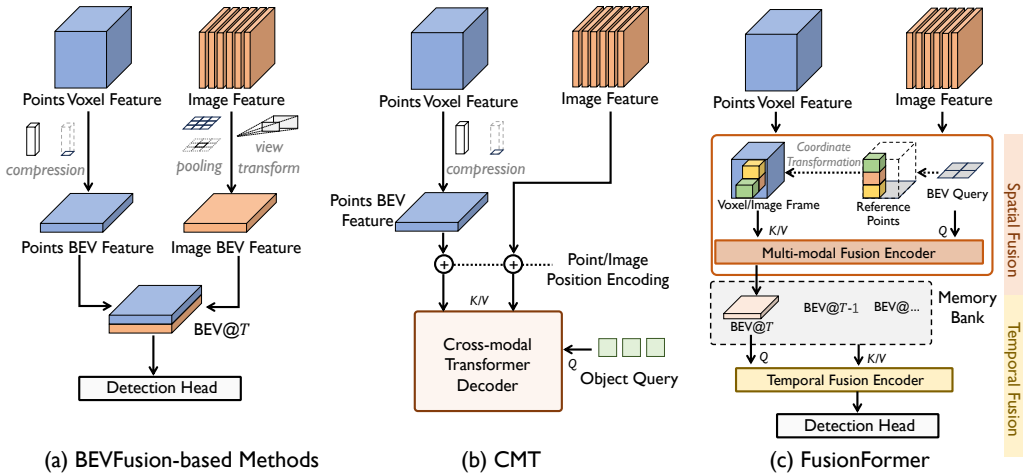 Points Voxel Feature
Image Feature
compression
pooling
view
transform
Points BEV Feature
Image BEV Feature
BEV@T
Detection Head
(a) BEVFusion-based Methods
Points Voxel Feature
Image Feature
compression
Points BEV
Feature
Point/Image
Position Encoding
K/V
Cross-modal
Transformer
Decoder
Q
Object Query
(b) CMT
Points Voxel Feature
Image Feature
Coordinate
Transformation
Voxel/Image Frame
Reference
Points
BEV Query
K/V
Q
Multi-modal Fusion Encoder
Spatial Fusion
BEV@T
BEV@T-1
BEV@...
Memory
Bank
Q
K/V
Temporal Fusion Encoder
Temporal Fusion
Detection Head
(c) FusionFormer